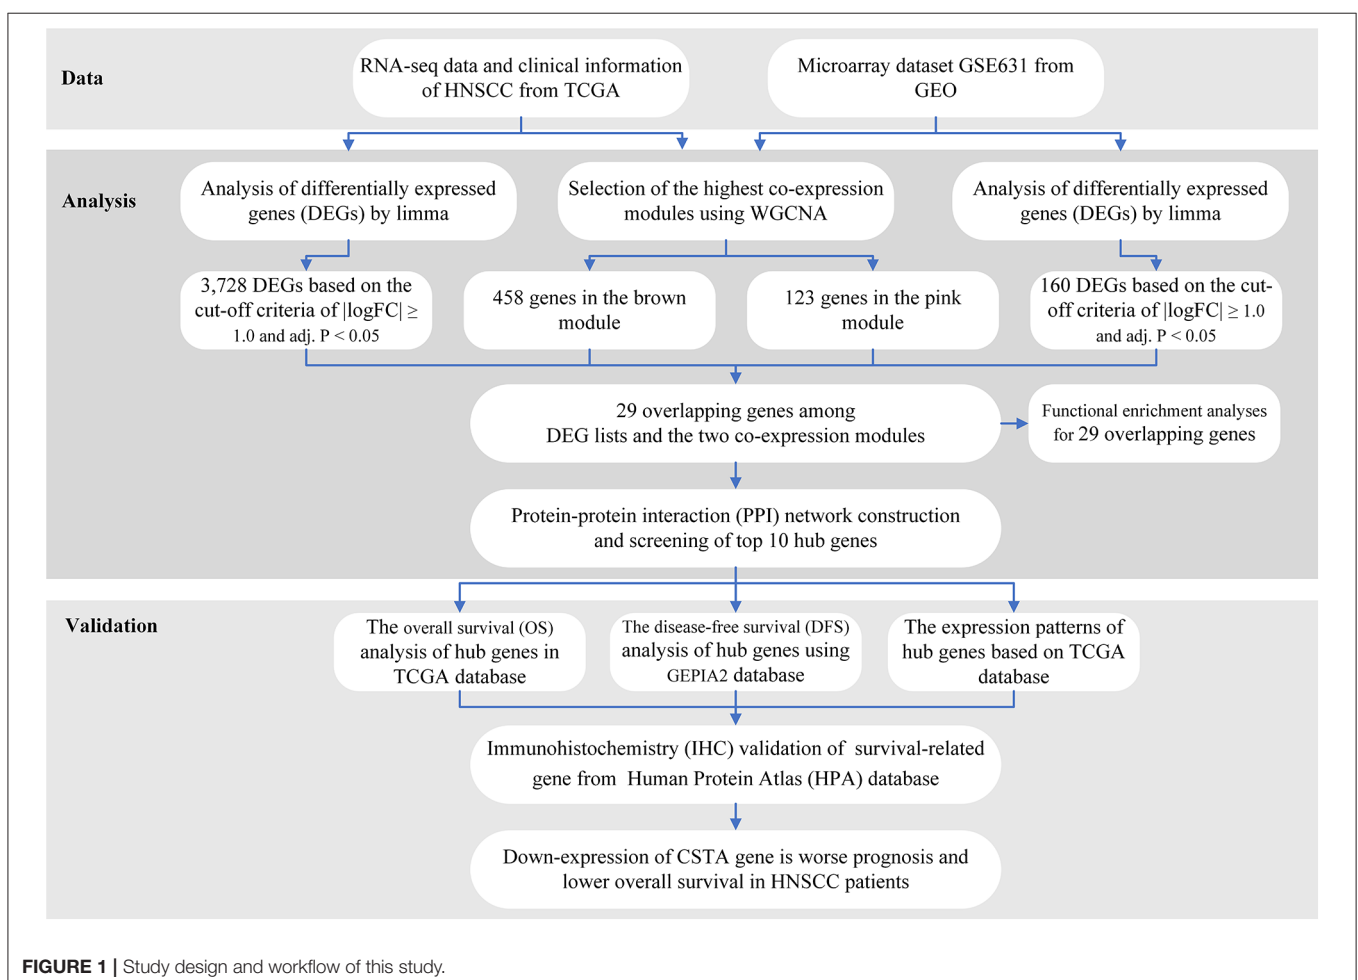 Data
RNA-seq data and clinical information
of HNSCC from TCGA
Microarray dataset GSE631 from
GEO
Analysis
Analysis of differentially expressed
genes (DEGs) by limma
Selection of the highest co-expression
modules using WGCNA
Analysis of differentially expressed
genes (DEGs) by limma
3,728 DEGs based on the
cut-off criteria of |logFC| ≥
1.0 and adj. P < 0.05
458 genes in the brown
module
123 genes in the pink
module
160 DEGs based on the cut-
off criteria of |logFC| ≥ 1.0
and adj. P < 0.05
29 overlapping genes among
DEG lists and the two co-expression modules
Functional enrichment analyses
for 29 overlapping genes
Protein-protein interaction (PPI) network construction
and screening of top 10 hub genes
Validation
The overall survival (OS)
analysis of hub genes in
TCGA database
The disease-free survival (DFS)
analysis of hub genes using
GEPIA2 database
The expression patterns of
hub genes based on TCGA
database
Immunohistochemistry (IHC) validation of survival-related
gene from Human Protein Atlas (HPA) database
Down-expression of CSTA gene is worse prognosis and
lower overall survival in HNSCC patients
FIGURE 1 | Study design and workflow of this study.